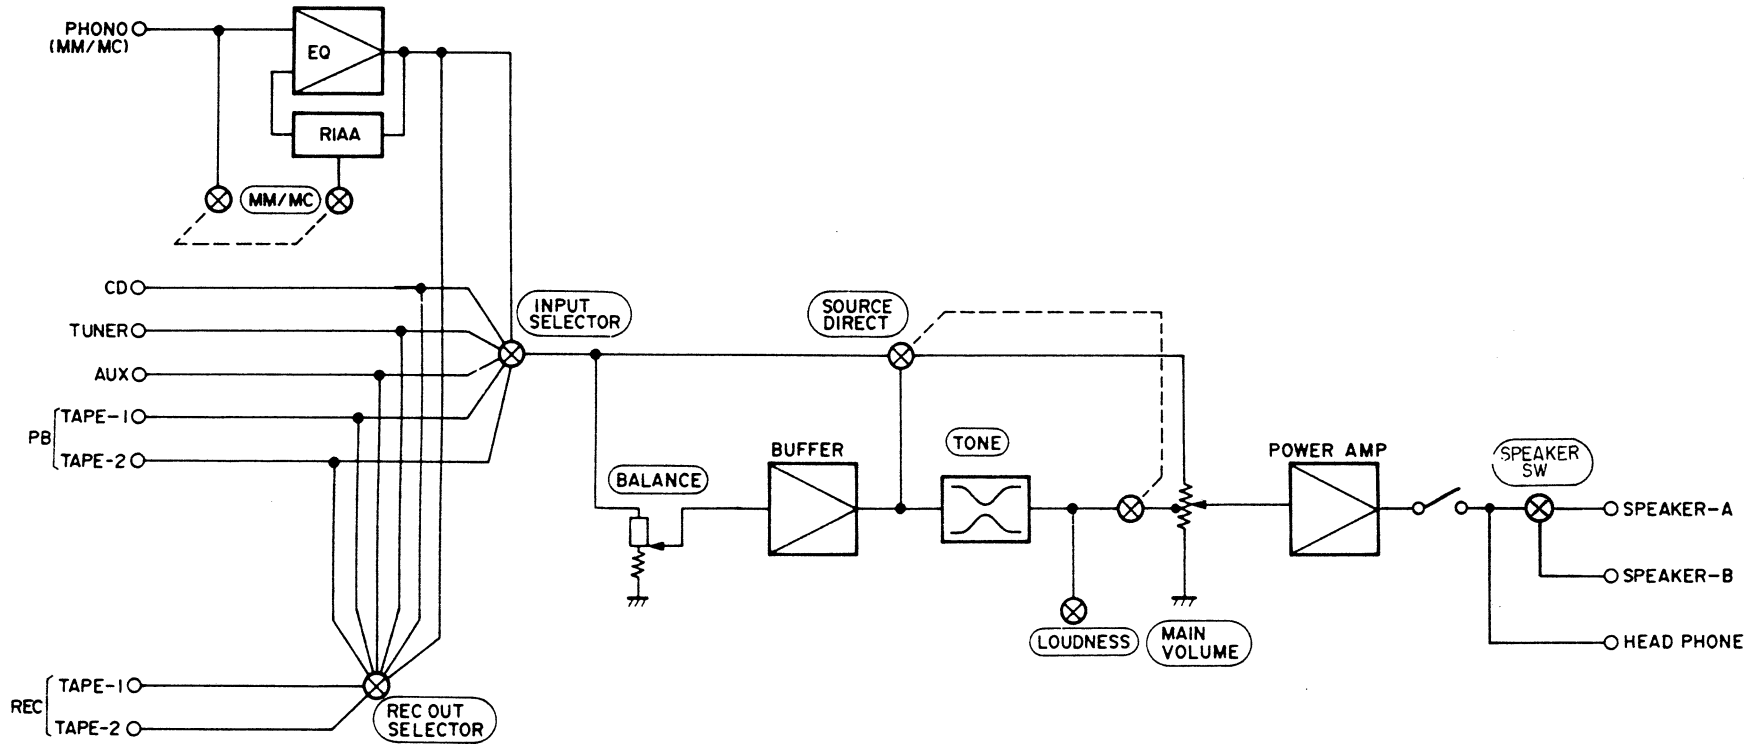 PHONO
(MM/MC)
EQ
RIAA
MM/MC
CD
TUNER
AUX
PB
TAPE-1
TAPE-2
INPUT
SELECTOR
SOURCE
DIRECT
BALANCE
BUFFER
TONE
LOUDNESS
MAIN
VOLUME
POWER AMP
SPEAKER
SW
SPEAKER-A
SPEAKER-B
HEAD PHONE
REC
TAPE-1
TAPE-2
REC OUT
SELECTOR